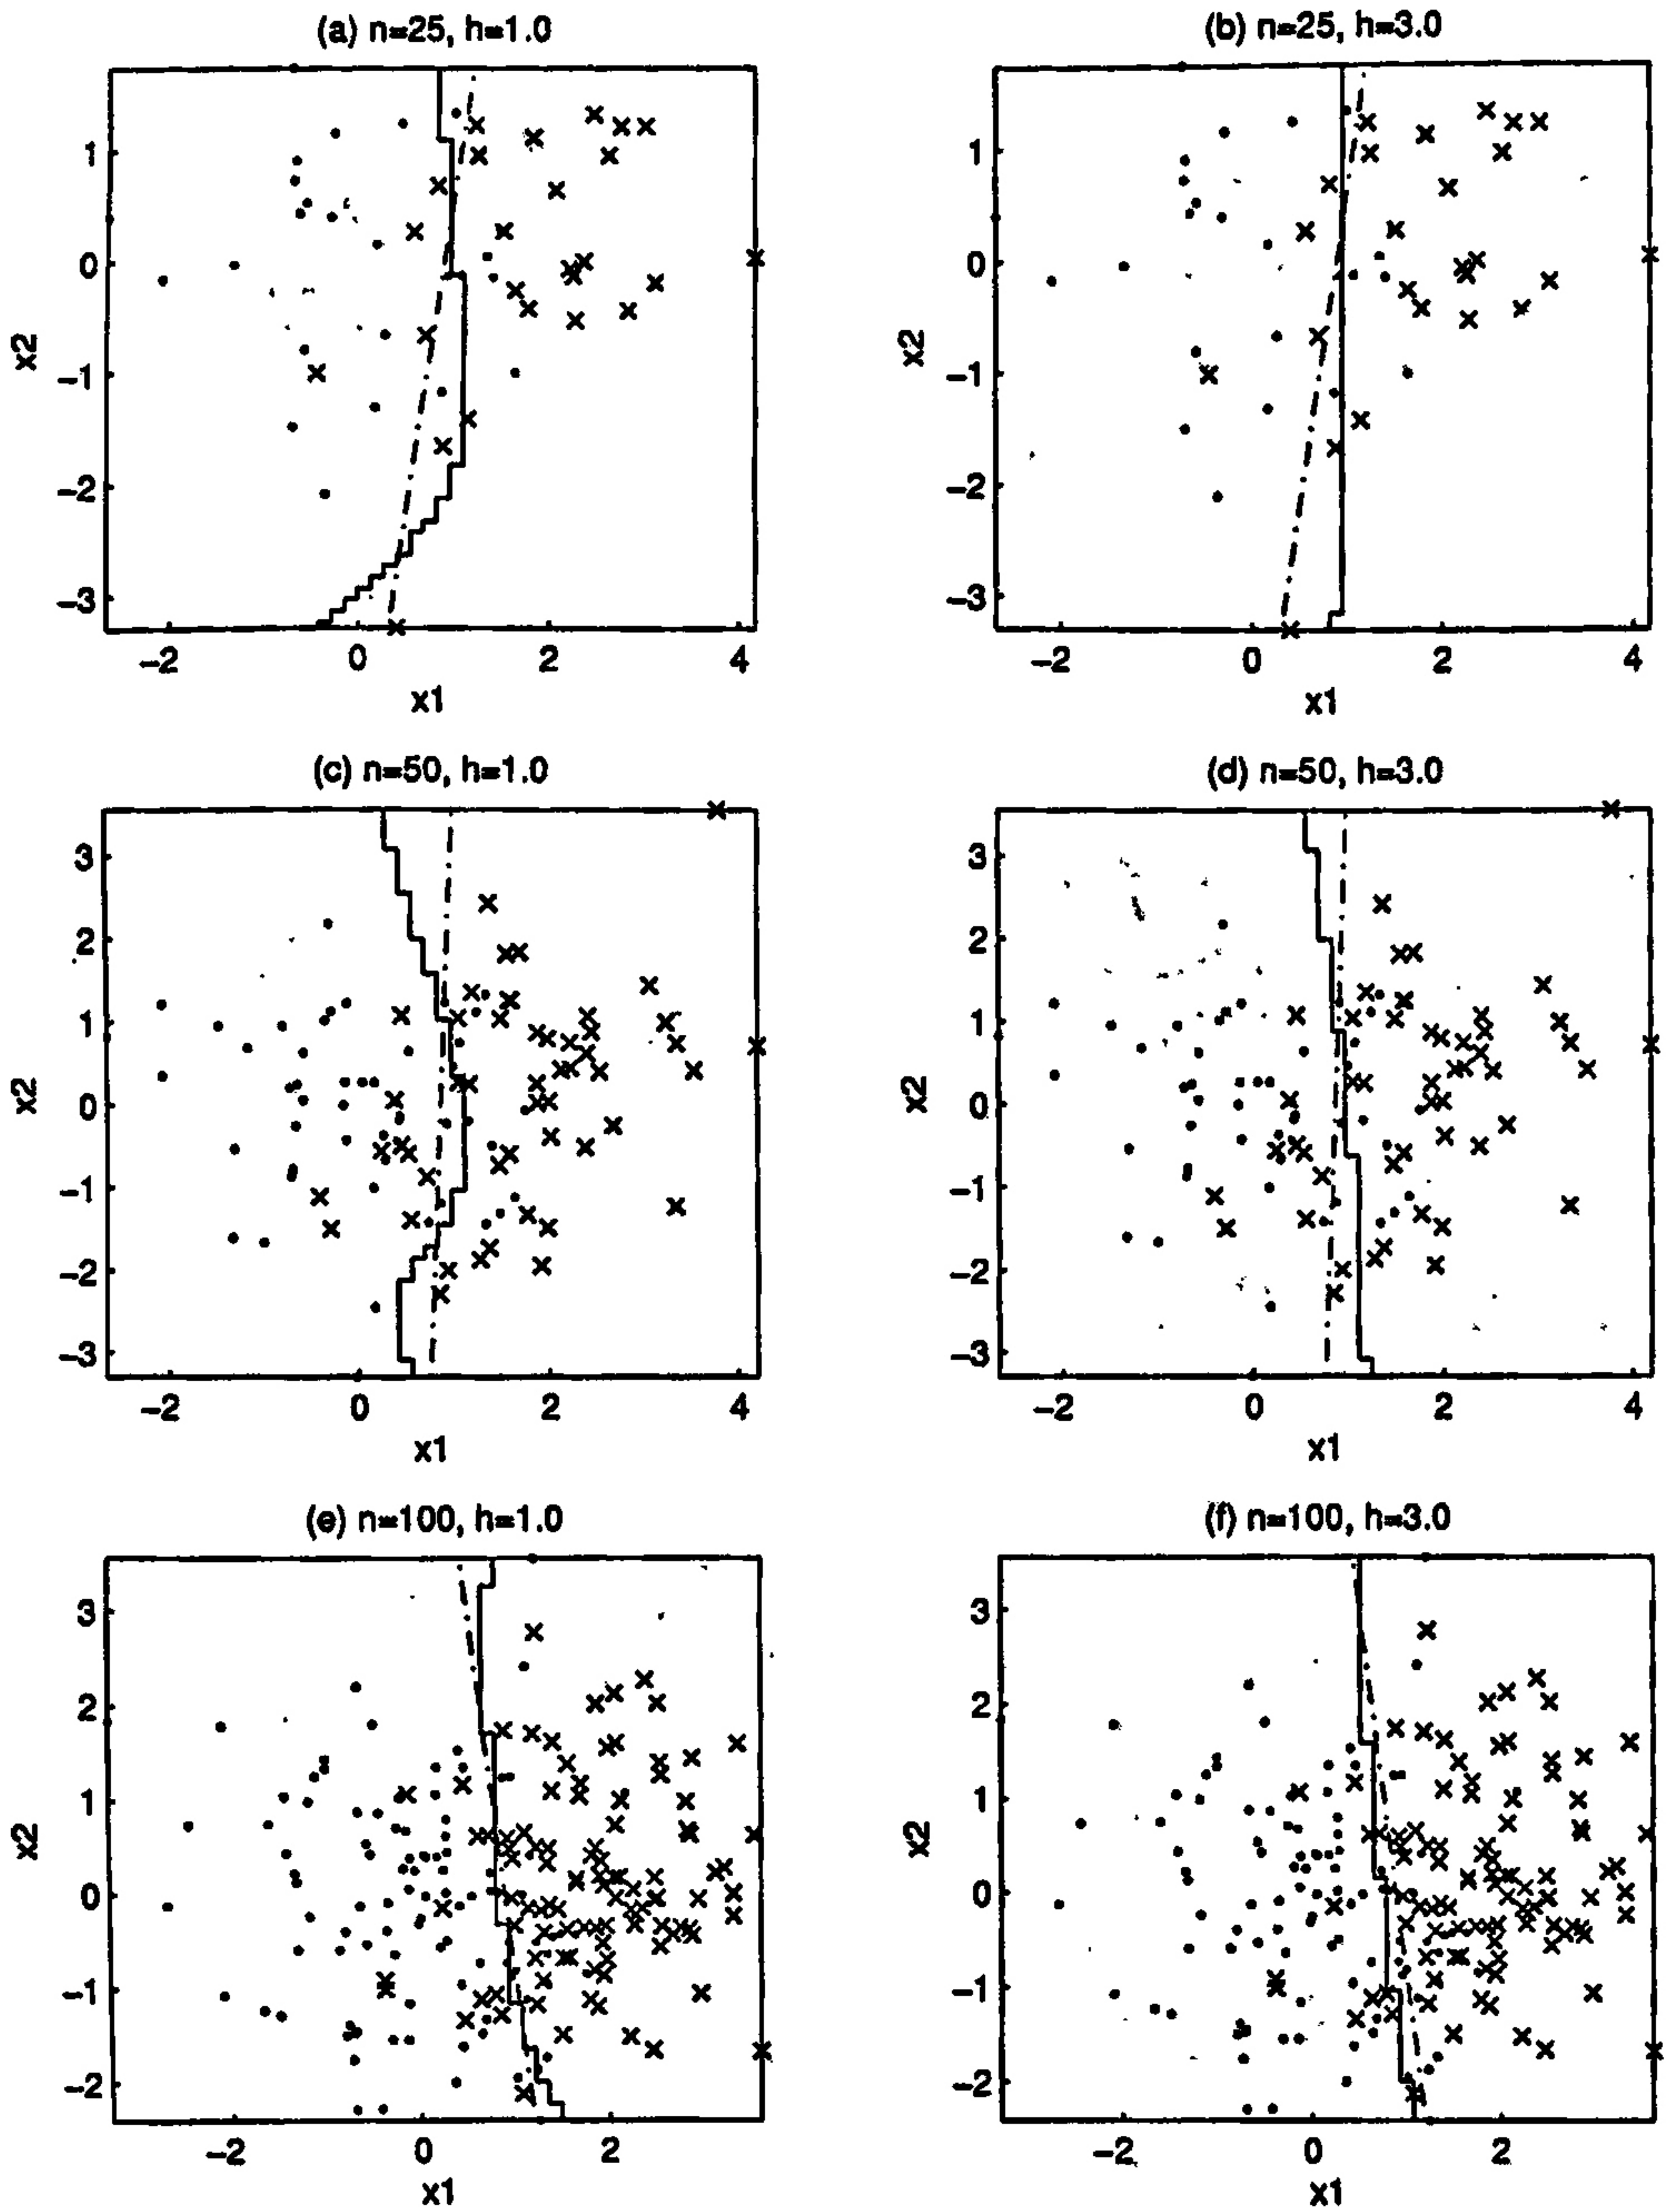 (a) n=25, h=1.0
1
0
−1
−2
−3
x2
−2 0 2 4
x1
(b) n=25, h=3.0
1
0
−1
−2
−3
x2
−2 0 2 4
x1
(c) n=50, h=1.0
3
2
1
0
−1
−2
−3
x2
−2 0 2 4
x1
(d) n=50, h=3.0
3
2
1
0
−1
−2
−3
x2
−2 0 2 4
x1
(e) n=100, h=1.0
3
2
1
0
−1
−2
x2
−2 0 2
x1
(f) n=100, h=3.0
3
2
1
0
−1
−2
x2
−2 0 2
x1